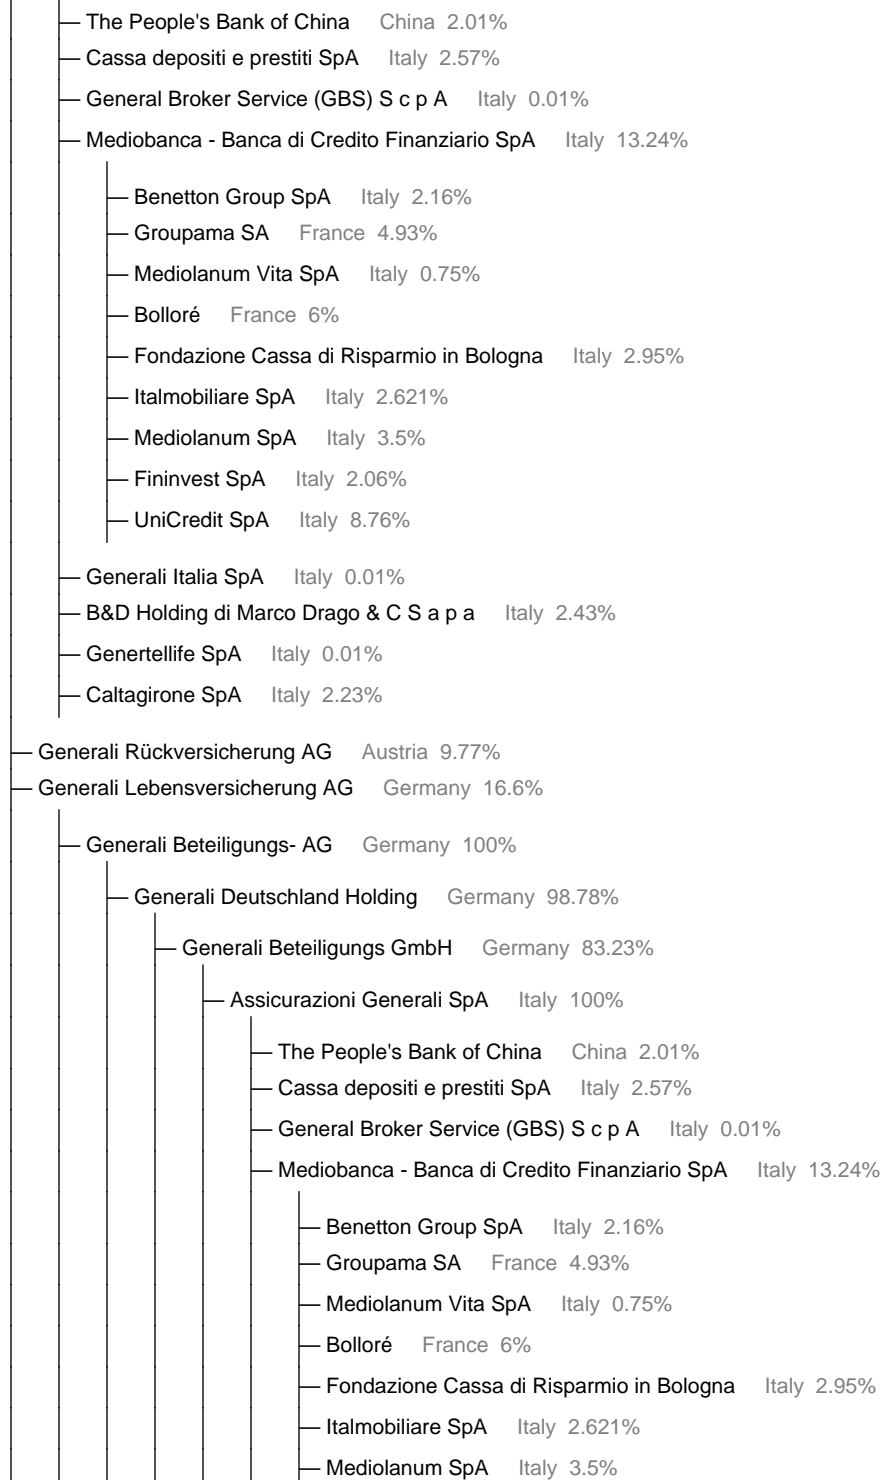 The People's Bank of China China 2.01%
Cassa depositi e prestiti SpA Italy 2.57%
General Broker Service (GBS) S c p A Italy 0.01%
Mediobanca - Banca di Credito Finanziario SpA Italy 13.24%
Benetton Group SpA Italy 2.16%
Groupama SA France 4.93%
Mediolanum Vita SpA Italy 0.75%
Bolloré France 6%
Fondazione Cassa di Risparmio in Bologna Italy 2.95%
Italmobiliare SpA Italy 2.621%
Mediolanum SpA Italy 3.5%
Fininvest SpA Italy 2.06%
UniCredit SpA Italy 8.76%
Generali Italia SpA Italy 0.01%
B&D Holding di Marco Drago & C S a p a Italy 2.43%
Genertellife SpA Italy 0.01%
Caltagirone SpA Italy 2.23%
Generali Rückversicherung AG Austria 9.77%
Generali Lebensversicherung AG Germany 16.6%
Generali Beteiligungs- AG Germany 100%
Generali Deutschland Holding Germany 98.78%
Generali Beteiligungs GmbH Germany 83.23%
Assicurazioni Generali SpA Italy 100%
The People's Bank of China China 2.01%
Cassa depositi e prestiti SpA Italy 2.57%
General Broker Service (GBS) S c p A Italy 0.01%
Mediobanca - Banca di Credito Finanziario SpA Italy 13.24%
Benetton Group SpA Italy 2.16%
Groupama SA France 4.93%
Mediolanum Vita SpA Italy 0.75%
Bolloré France 6%
Fondazione Cassa di Risparmio in Bologna Italy 2.95%
Italmobiliare SpA Italy 2.621%
Mediolanum SpA Italy 3.5%